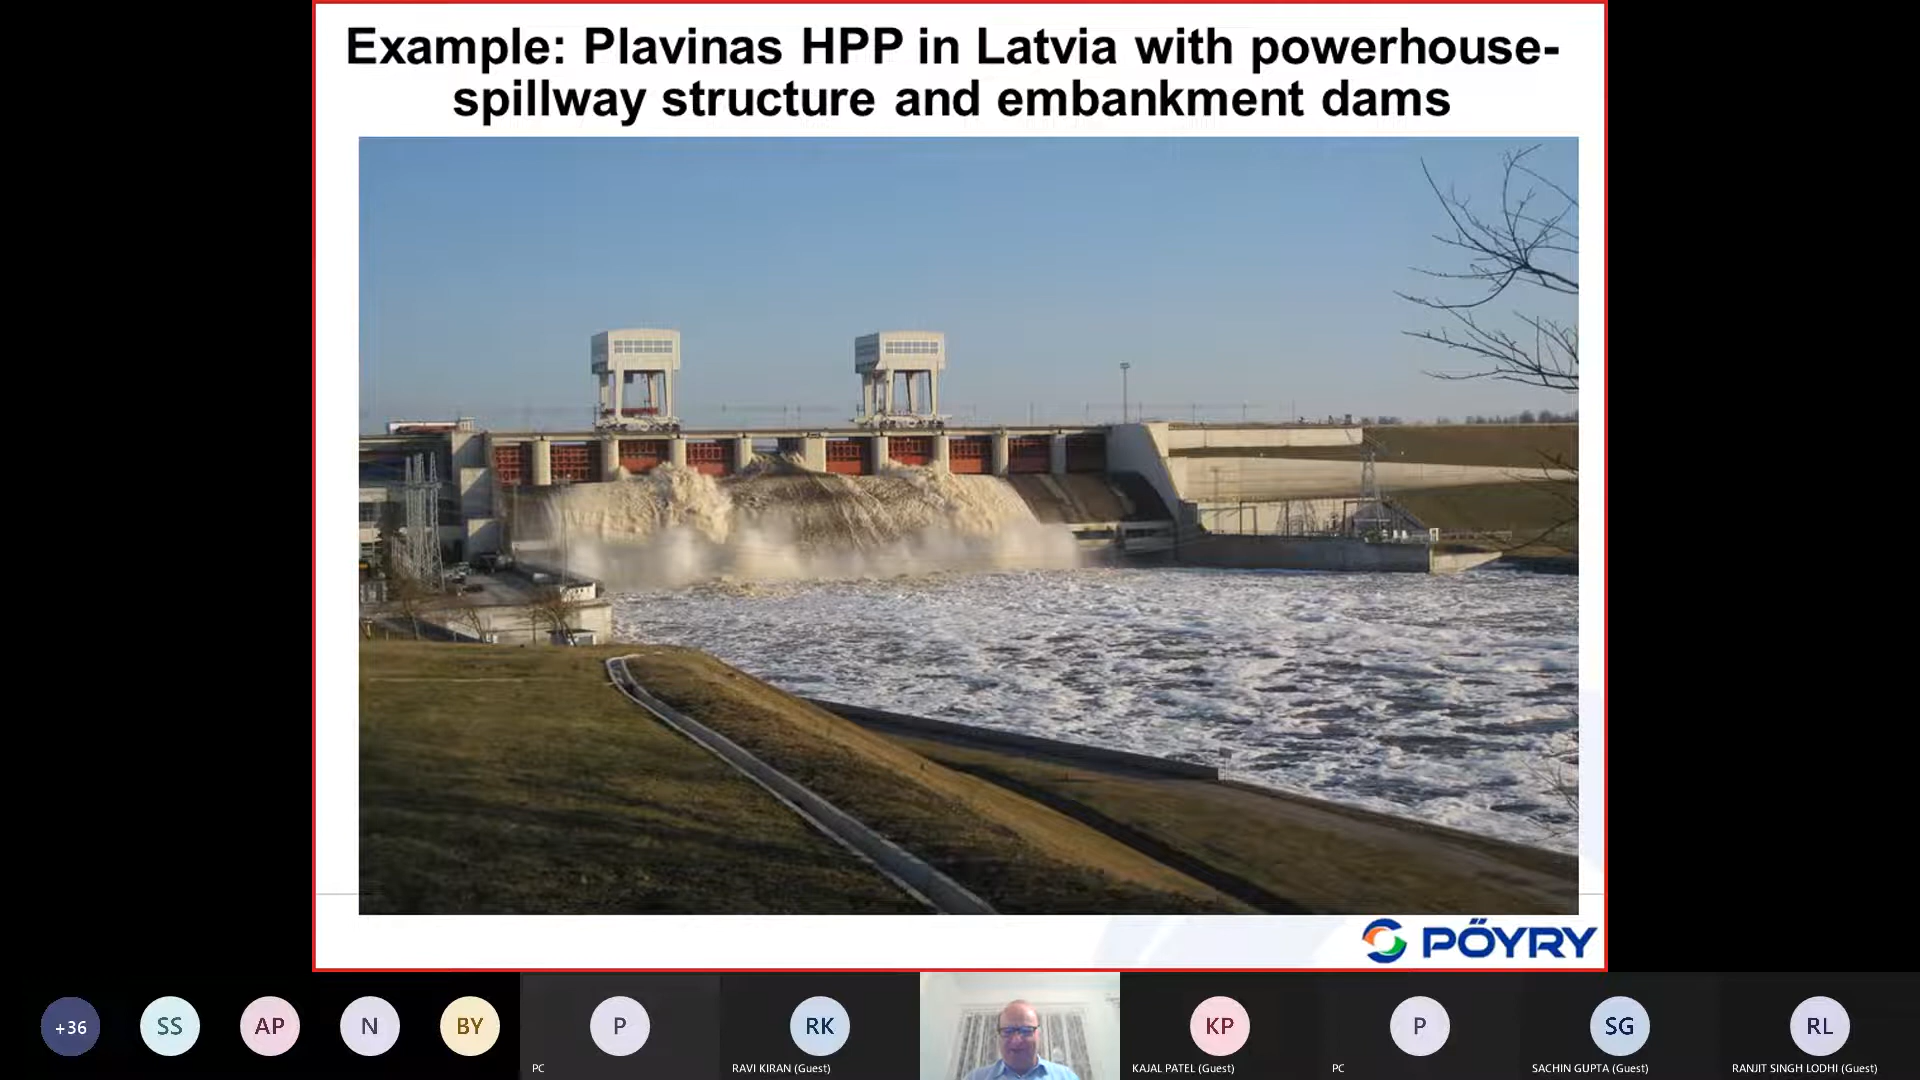 Example: Plavinas HPP in Latvia with powerhouse-
spillway structure and embankment dams
PÖYRY
+36
SS
AP
N
BY
P
RK
KP
P
SG
RL
PC
RAVI KIRAN (Guest)
KAJAL PATEL (Guest)
PC
SACHIN GUPTA (Guest)
RANJIT SINGH LODHI (Guest)